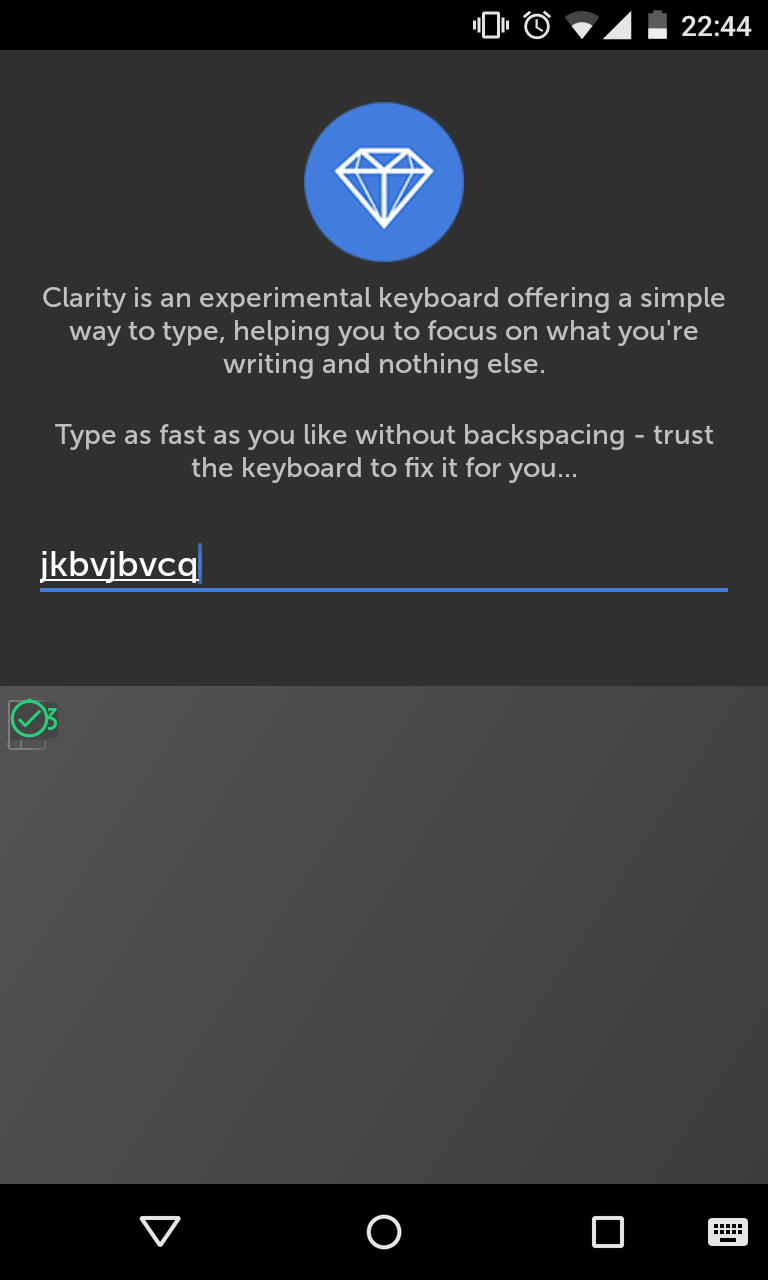 22:44
Clarity is an experimental keyboard offering a simple
way to type, helping you to focus on what you're
writing and nothing else.
Type as fast as you like without backspacing - trust
the keyboard to fix it for you...
jkbvjbvcq